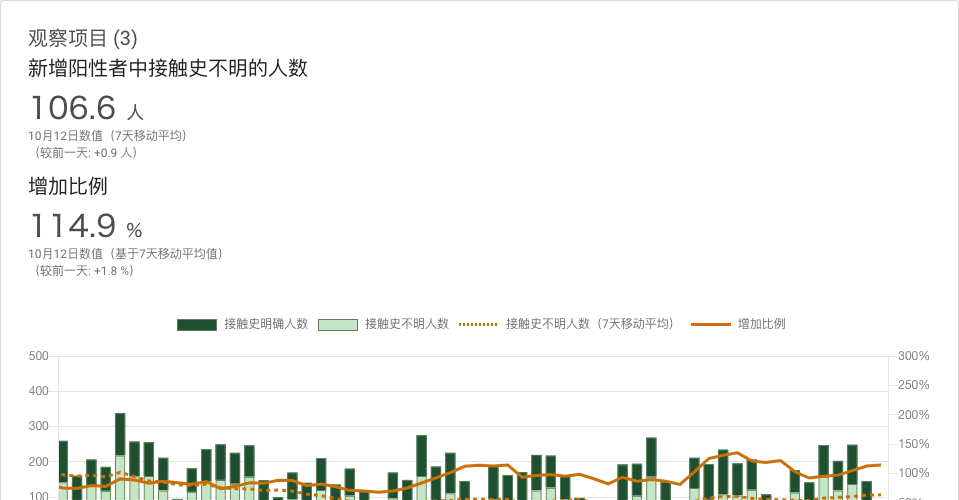 观察项目 (3)
新增阳性者中接触史不明的人数
106.6 人
10月12日数值（7天移动平均）
（较前一天: +0.9 人）
增加比例
114.9 %
10月12日数值（基于7天移动平均值）
（较前一天: +1.8 %）
接触史明确人数 接触史不明人数 接触史不明人数（7天移动平均） 增加比例
500 300%
400 250%
300 200%
200 150%
100 100%
50%